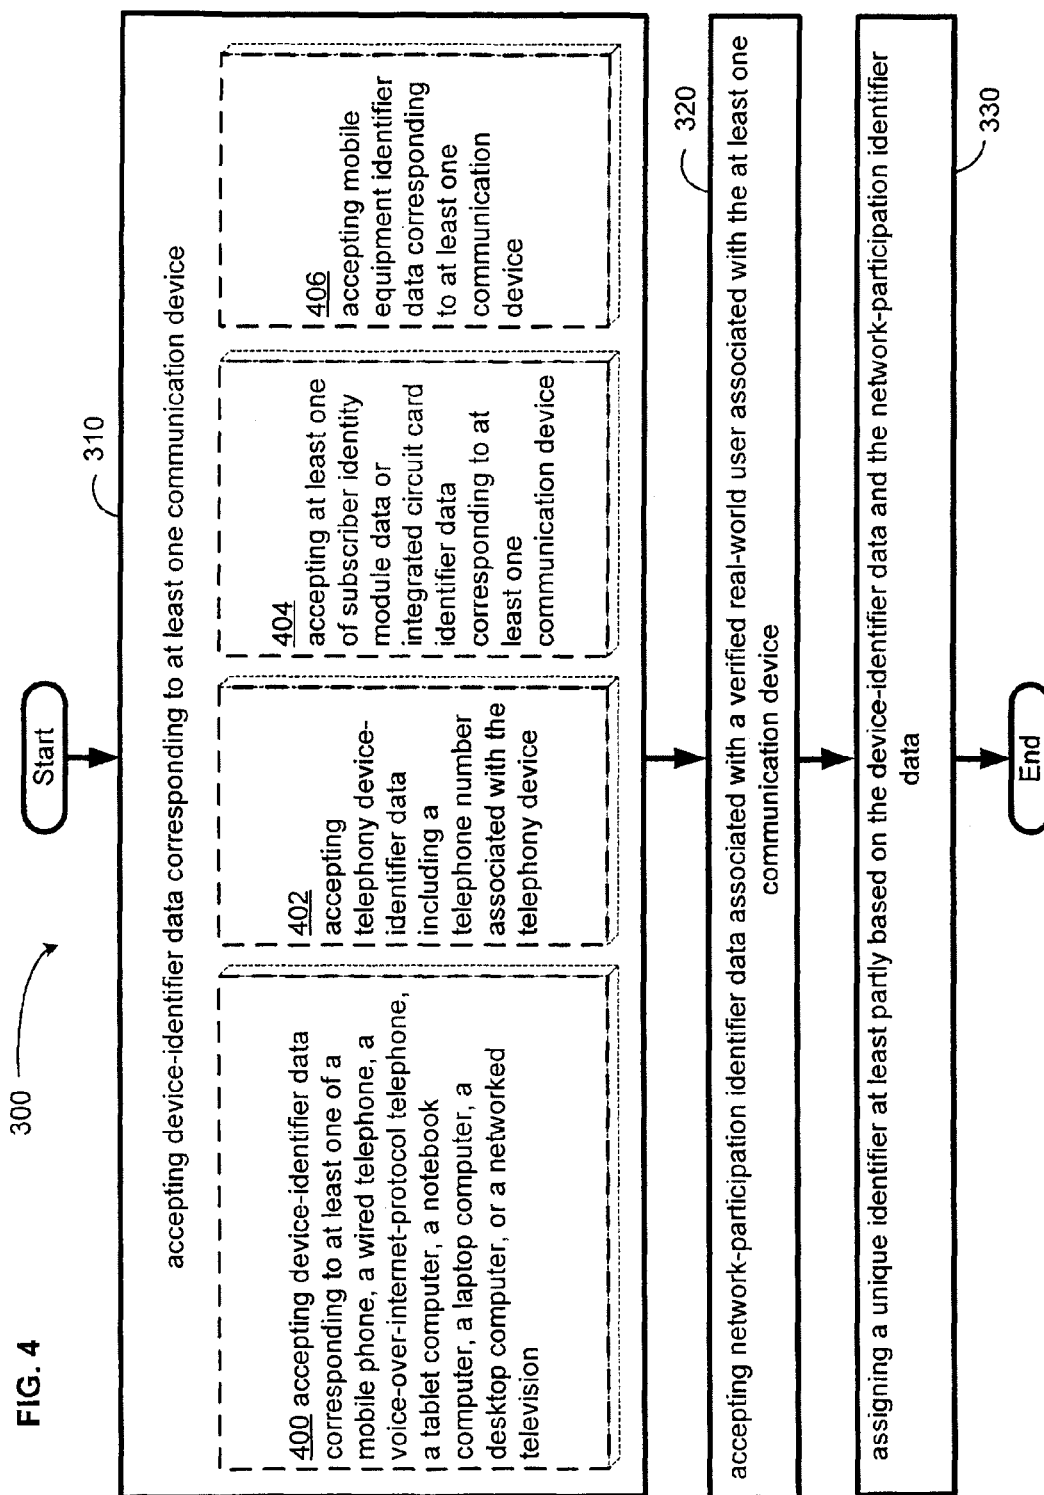 FIG. 4
300
Start
310
accepting device-identifier data corresponding to at least one communication device
400 accepting device-identifier data
corresponding to at least one of a
mobile phone, a wired telephone, a
voice-over-internet-protocol telephone,
a tablet computer, a notebook
computer, a laptop computer, a
desktop computer, or a networked
television
402
accepting
telephony device-
identifier data
including a
telephone number
associated with the
telephony device
404
accepting at least one
of subscriber identity
module data or
integrated circuit card
identifier data
corresponding to at
least one
communication device
406
accepting mobile
equipment identifier
data corresponding
to at least one
communication
device
320
accepting network-participation identifier data associated with a verified real-world user associated with the at least one
communication device
330
assigning a unique identifier at least partly based on the device-identifier data and the network-participation identifier
data
End